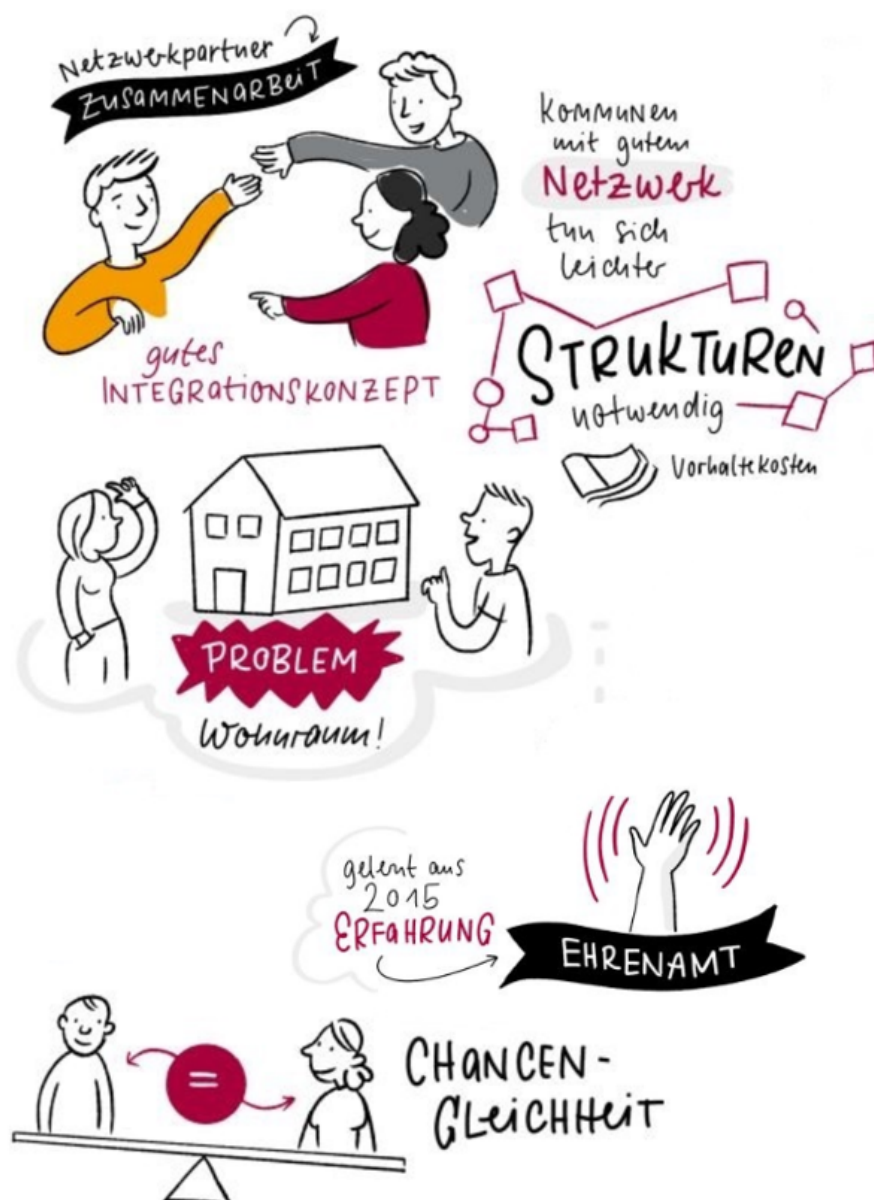 Netzwerkpartner
ZUSAMMENARBEIT
Kommunen
mit gutem
Netzwerk
tun sich
leichter
gutes
INTEGRATIONSKONZEPT
STRUKTUREN
notwendig
Vorhaltekosten
PROBLEM
Wohnraum!
gelernt aus
2015
ERFAHRUNG
EHRENAMT
=
CHANCEN-
GLEICHHEIT